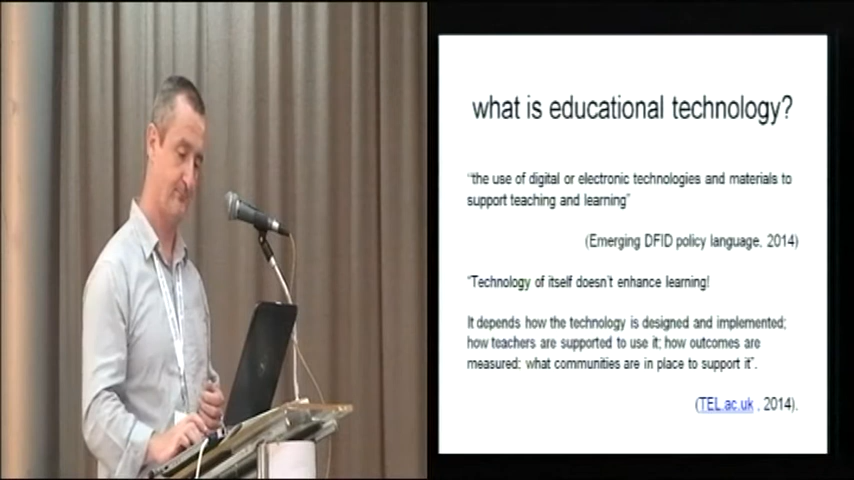 what is educational technology?
"the use of digital or electronic technologies and materials to
support teaching and learning"
(Emerging DFID policy language, 2014)
"Technology of itself doesn't enhance learning!
It depends how the technology is designed and implemented;
how teachers are supported to use it; how outcomes are
measured: what communities are in place to support it".
(TEL.ac.uk , 2014).